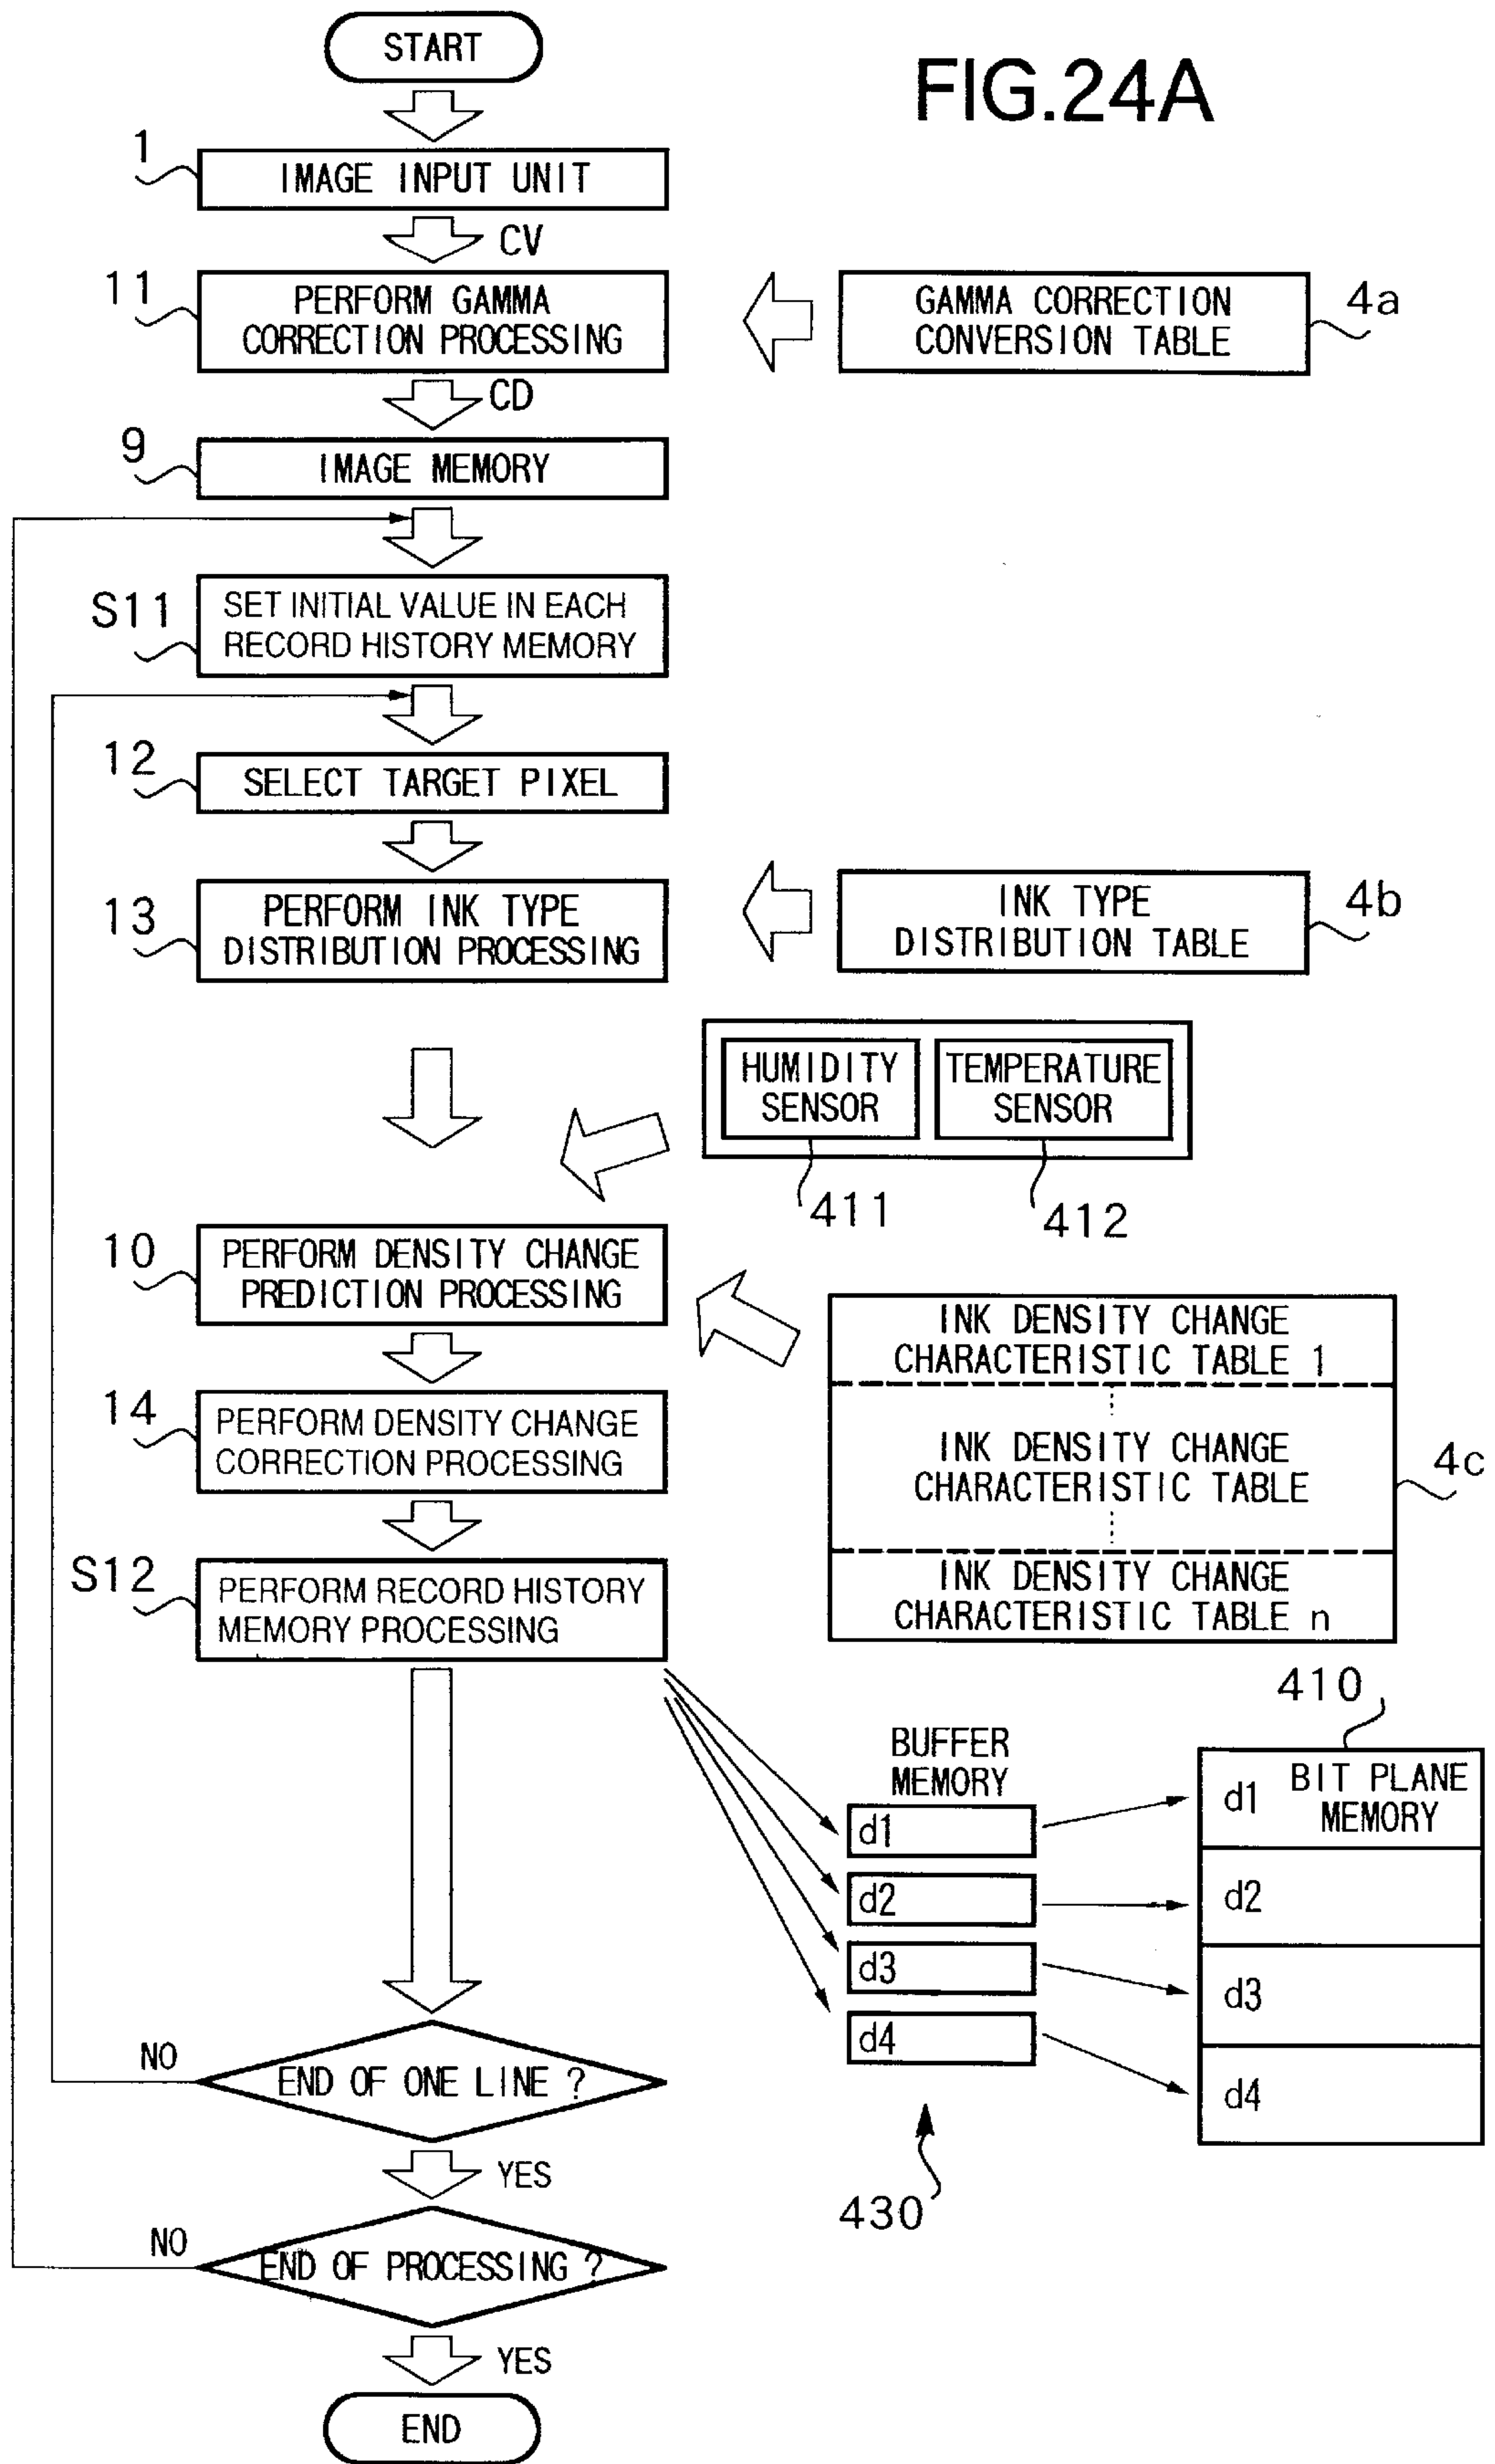 START
FIG.24A
1
IMAGE INPUT UNIT
CV
11
PERFORM GAMMA
CORRECTION PROCESSING
GAMMA CORRECTION
CONVERSION TABLE
4a
CD
9
IMAGE MEMORY
S11
SET INITIAL VALUE IN EACH
RECORD HISTORY MEMORY
12
SELECT TARGET PIXEL
13
PERFORM INK TYPE
DISTRIBUTION PROCESSING
INK TYPE
DISTRIBUTION TABLE
4b
HUMIDITY
SENSOR
TEMPERATURE
SENSOR
411
412
10
PERFORM DENSITY CHANGE
PREDICTION PROCESSING
INK DENSITY CHANGE
CHARACTERISTIC TABLE 1
INK DENSITY CHANGE
CHARACTERISTIC TABLE
INK DENSITY CHANGE
CHARACTERISTIC TABLE n
4c
14
PERFORM DENSITY CHANGE
CORRECTION PROCESSING
S12
PERFORM RECORD HISTORY
MEMORY PROCESSING
410
BUFFER
MEMORY
d1
d2
d3
d4
430
d1
BIT PLANE
MEMORY
d2
d3
d4
NO
END OF ONE LINE ?
YES
NO
END OF PROCESSING ?
YES
END